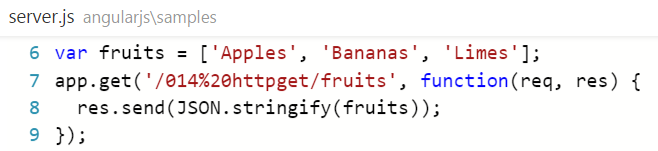 server.js angularjs\samples
6 var fruits = ['Apples', 'Bananas', 'Limes'];
7 app.get('/014%20httpget/fruits', function(req, res) {
8   res.send(JSON.stringify(fruits));
9 });